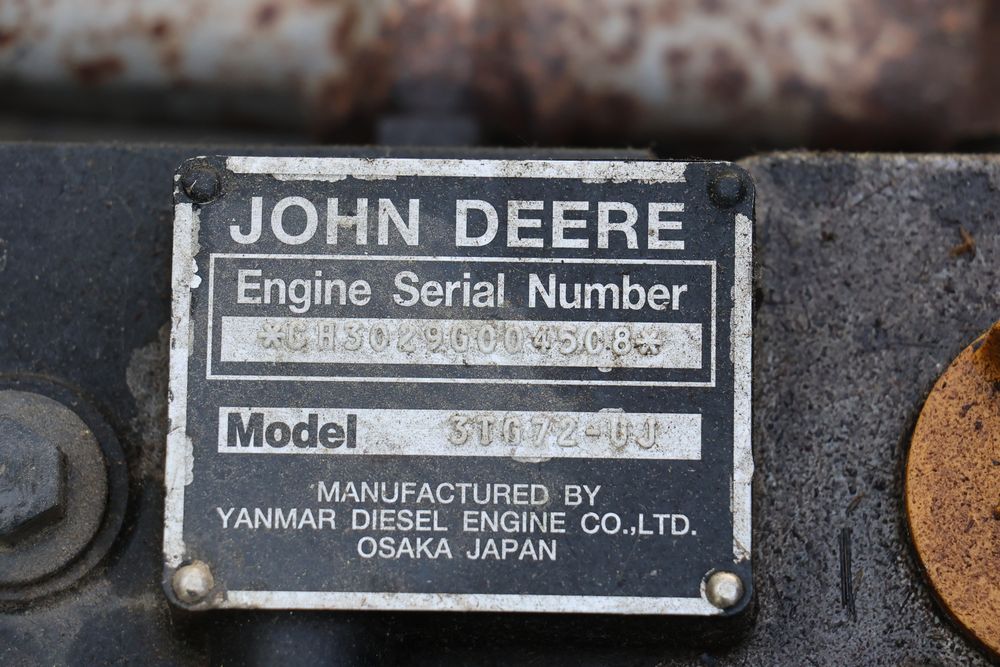 JOHN DEERE
Engine Serial Number
*CH3029G004508*
Model 3TG72-UJ
MANUFACTURED BY
YANMAR DIESEL ENGINE CO.,LTD.
OSAKA JAPAN